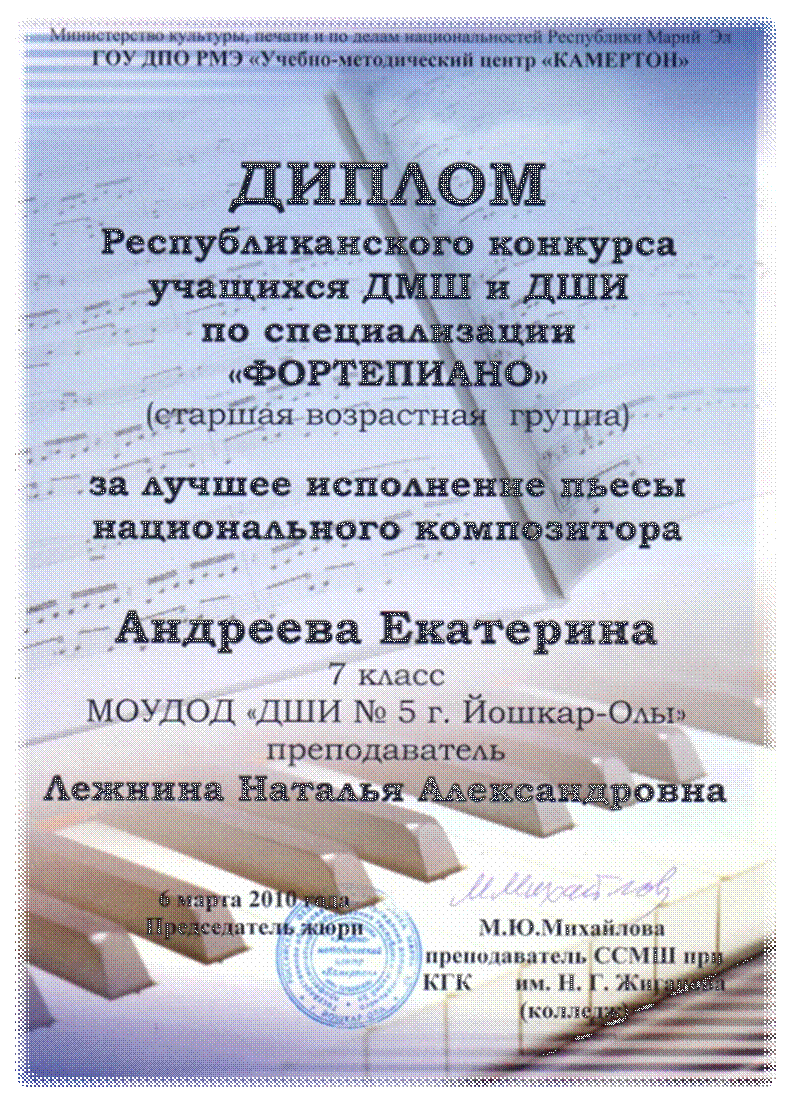 Министерство культуры, печати и по делам национальностей Республики Марий Эл
ГОУ ДПО РМЭ «Учебно-методический центр «КАМЕРТОН»
ДИПЛОМ
Республиканского конкурса
учащихся ДМШ и ДШИ
по специализации
«ФОРТЕПИАНО»
(старшая возрастная группа)
за лучшее исполнение пьесы
национального композитора
Андреева Екатерина
7 класс
МОУДОД «ДШИ № 5 г. Йошкар-Олы»
преподаватель
Лежнина Наталья Александровна
6 марта 2010 года
Председатель жюри
М.Ю.Михайлова
преподаватель ССМШ при
КГК им. Н. Г. Жиганова
(колледж)